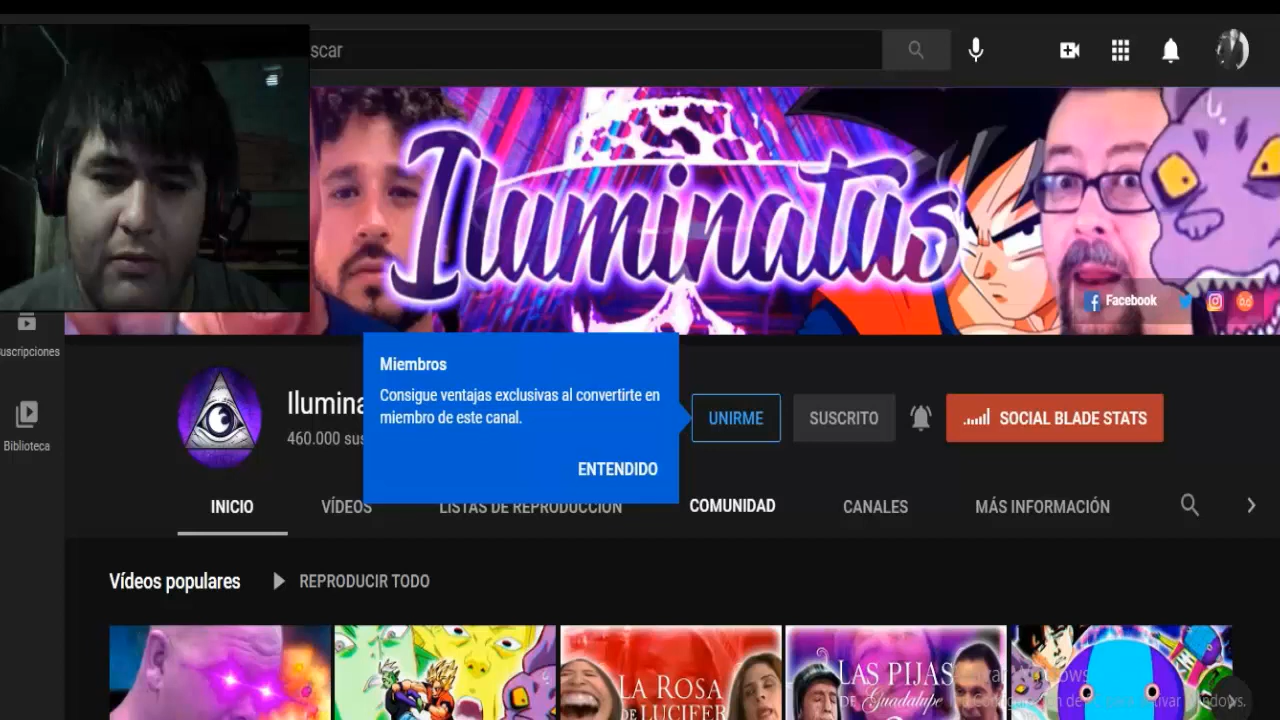 scar
Iluminatus
Facebook
uscripciones
Biblioteca
Miembros
Consigue ventajas exclusivas al convertirte en
miembro de este canal.
ENTENDIDO
Ilumina
460.000 sus
UNIRME
SUSCRITO
SOCIAL BLADE STATS
INICIO
VÍDEOS
LISTAS DE REPRODUCCIÓN
COMUNIDAD
CANALES
MÁS INFORMACIÓN
Vídeos populares
REPRODUCIR TODO
LA ROSA
DE LUCIFER
LAS PIJAS
DE Guadalupe